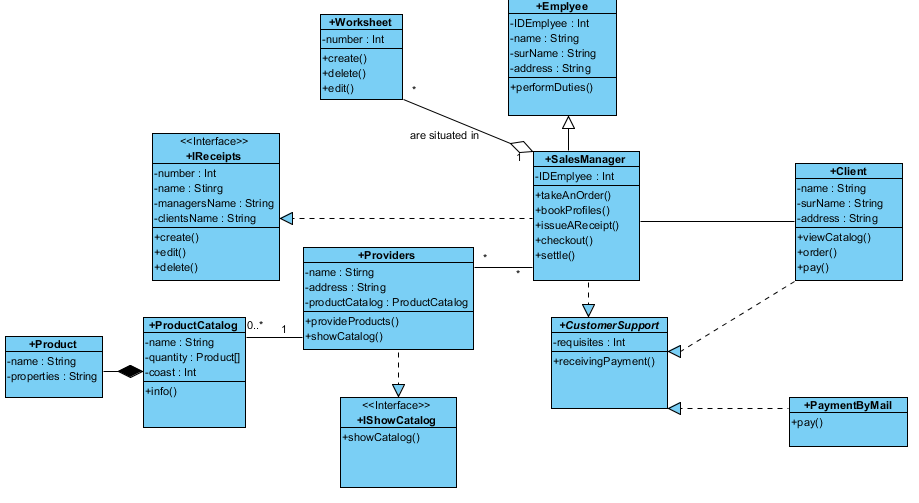 +Worksheet
-number : Int
+create()
+delete()
+edit()
+Emplyee
-IDEmplyee : Int
-name : String
-surName : String
-address : String
+performDuties()
*
are situated in
1
<<Interface>>
+IReceipts
-number : Int
-name : Stinrg
-managersName : String
-clientsName : String
+create()
+edit()
+delete()
+SalesManager
-IDEmplyee : Int
+takeAnOrder()
+bookProfiles()
+issueAReceipt()
+checkout()
+settle()
+Client
-name : String
-surName : String
-address : String
+viewCatalog()
+order()
+pay()
+Providers
-name : Stirng
-address : String
-productCatalog : ProductCatalog
+provideProducts()
+showCatalog()
*
*
+ProductCatalog
-name : String
-quantity : Product[]
-coast : Int
+info()
0..*
1
+Product
-name : String
-properties : String
+CustomerSupport
-requisites : Int
+receivingPayment()
<<Interface>>
+IShowCatalog
+showCatalog()
+PaymentByMail
+pay()